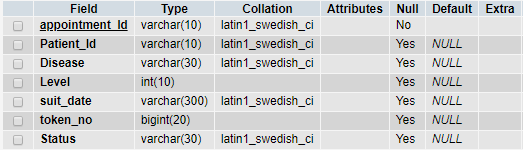 Field Type Collation Attributes Null Default Extra
appointment_Id varchar(10) latin1_swedish_ci No
Patient_Id varchar(10) latin1_swedish_ci Yes NULL
Disease varchar(30) latin1_swedish_ci Yes NULL
Level int(10) Yes NULL
suit_date varchar(300) latin1_swedish_ci Yes NULL
token_no bigint(20) Yes NULL
Status varchar(30) latin1_swedish_ci Yes NULL